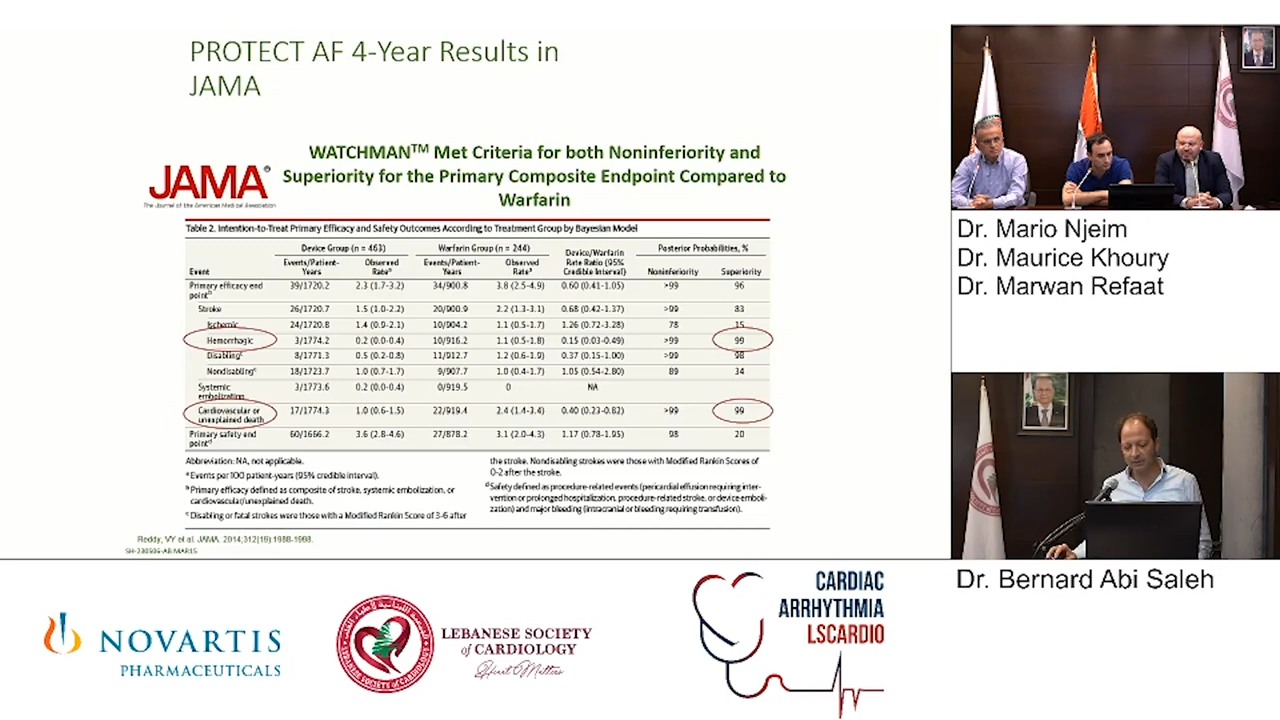 PROTECT AF 4-Year Results in
JAMA
WATCHMAN™ Met Criteria for both Noninferiority and
Superiority for the Primary Composite Endpoint Compared to
Warfarin
JAMA®
The Journal of the American Medical Association
Table 2. Intention-to-Treat Primary Efficacy and Safety Outcomes According to Treatment Group by Bayesian Model
Device Group (n = 463) Warfarin Group (n = 244) Device/Warfarin Rate Ratio (95% Credible Interval) Posterior Probabilities, %
Event Events/Patient-Years Observed Rateᵃ Events/Patient-Years Observed Rateᵃ Noninferiority Superiority
Primary efficacy end pointᵇ 39/1720.2 2.3 (1.7-3.2) 34/900.8 3.8 (2.5-4.9) 0.60 (0.41-1.05) >99 96
Stroke 26/1720.7 1.5 (1.0-2.2) 20/900.9 2.2 (1.3-3.1) 0.68 (0.42-1.37) >99 83
Ischemic 24/1720.8 1.4 (0.9-2.1) 10/904.2 1.1 (0.5-1.7) 1.26 (0.72-3.28) 78 15
Hemorrhagic 3/1774.2 0.2 (0.0-0.4) 10/916.2 1.1 (0.5-1.8) 0.15 (0.03-0.49) >99 99
Disablingᶜ 8/1771.3 0.5 (0.2-0.8) 11/912.7 1.2 (0.6-1.9) 0.37 (0.15-1.00) >99 98
Nondisablingᶜ 18/1723.7 1.0 (0.7-1.7) 9/907.7 1.0 (0.4-1.7) 1.05 (0.54-2.80) 89 34
Systemic embolization 3/1773.6 0.2 (0.0-0.4) 0/919.5 0 NA
Cardiovascular or unexplained death 17/1774.3 1.0 (0.6-1.5) 22/919.4 2.4 (1.4-3.4) 0.40 (0.23-0.82) >99 99
Primary safety end pointᵈ 60/1666.2 3.6 (2.8-4.6) 27/878.2 3.1 (2.0-4.3) 1.17 (0.78-1.95) 98 20
Abbreviation: NA, not applicable.
ᵃ Events per 100 patient-years (95% credible interval).
ᵇ Primary efficacy defined as composite of stroke, systemic embolization, or
cardiovascular/unexplained death.
ᶜ Disabling or fatal strokes were those with a Modified Rankin Score of 3-6 after
the stroke. Nondisabling strokes were those with Modified Rankin Scores of
0-2 after the stroke.
ᵈ Safety defined as procedure-related events (pericardial effusion requiring inter-
vention or prolonged hospitalization, procedure-related stroke, or device emboli-
zation) and major bleeding (intracranial or bleeding requiring transfusion).
Reddy, VY et al. JAMA. 2014;312(19):1988-1998.
SH-230506-AB MAR15
Dr. Mario Njeim
Dr. Maurice Khoury
Dr. Marwan Refaat
Dr. Bernard Abi Saleh
NOVARTIS
PHARMACEUTICALS
LEBANESE SOCIETY OF CARDIOLOGY
LEBANESE SOCIETY
of CARDIOLOGY
Heart Matters
CARDIAC
ARRHYTHMIA
LSCARDIO